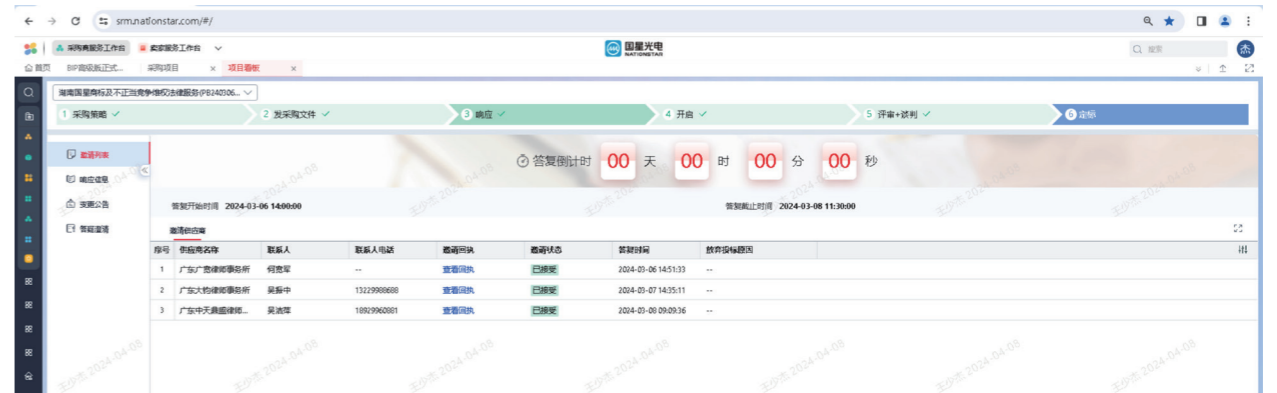 srm.nationstar.com/#/
采购商服务工作台 卖家服务工作台 国星光电 NATIONSTAR 搜索 杰
首页 BIP高级版正式... 采购项目 × 项目看板 ×
湖南国星商标及不正当竞争维权法律服务(PB240306...
1 采购策略 2 发采购文件 3 响应 4 开启 5 评审+谈判 6 定标
邀请列表
响应信息
变更公告
答疑澄清
答复倒计时 00 天 00 时 00 分 00 秒
答复开始时间 2024-03-06 14:00:00 答复截止时间 2024-03-08 11:30:00
邀请供应商
序号 供应商名称 联系人 联系人电话 邀请回执 邀请状态 答复时间 放弃投标原因
1 广东广宽律师事务所 何宽军 -- 查看回执 已接受 2024-03-06 14:51:33 --
2 广东大钧律师事务所 吴振中 13229988688 查看回执 已接受 2024-03-07 14:35:11 --
3 广东中天鼎盛律师... 吴浩萍 18929960881 查看回执 已接受 2024-03-08 09:09:36 --
王少杰 2024-04-08